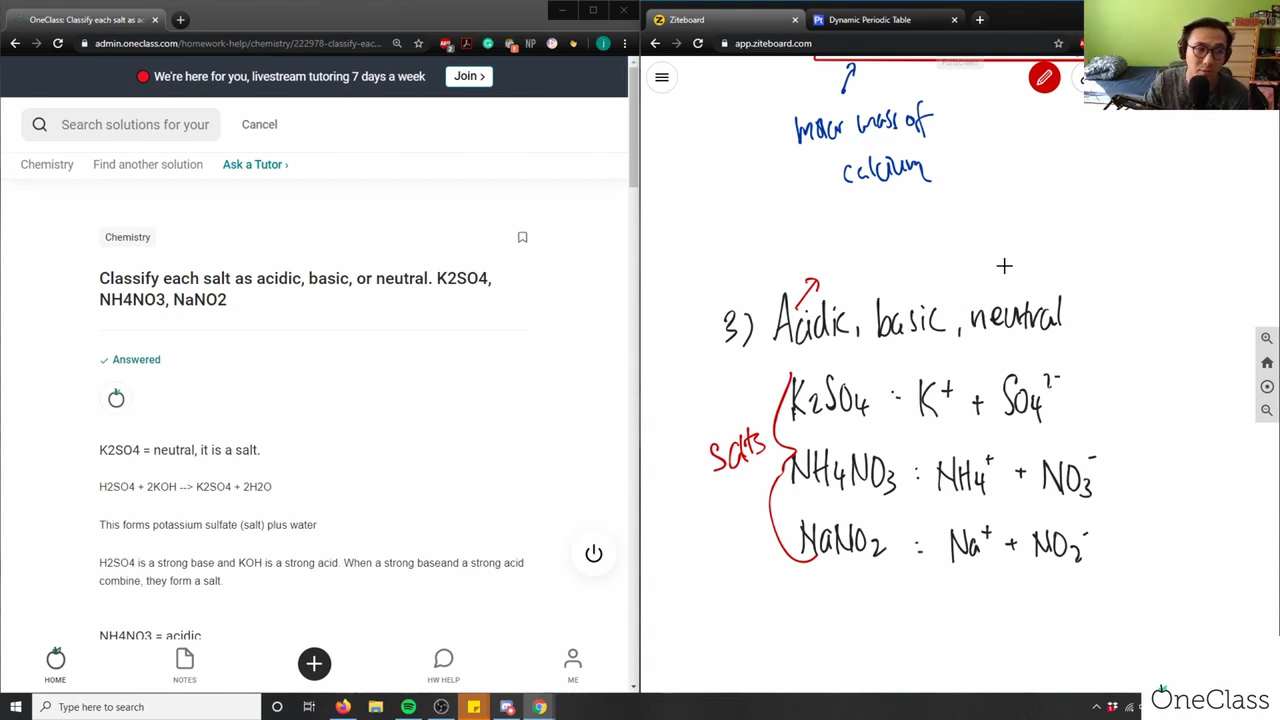 OneClass: Classify each salt as ac
admin.oneclass.com/homework-help/chemistry/222978-classify-eac...
We're here for you, livestream tutoring 7 days a week
Join ›
Search solutions for your
Cancel
Chemistry
Find another solution
Ask a Tutor ›
Chemistry
Classify each salt as acidic, basic, or neutral. K2SO4,
NH4NO3, NaNO2
Answered
K2SO4 = neutral, it is a salt.
H2SO4 + 2KOH --> K2SO4 + 2H2O
This forms potassium sulfate (salt) plus water
H2SO4 is a strong base and KOH is a strong acid. When a strong baseand a strong acid
combine, they form a salt.
NH4NO3 = acidic
HOME
NOTES
HW HELP
ME
Type here to search
Ziteboard
Dynamic Periodic Table
app.ziteboard.com
Fullscreen
molar mass of
calcium
3) Acidic, basic, neutral
K2SO4 : K⁺ + SO4²⁻
salts
NH4NO3 : NH4⁺ + NO3⁻
NaNO2 : Na⁺ + NO2⁻
OneClass